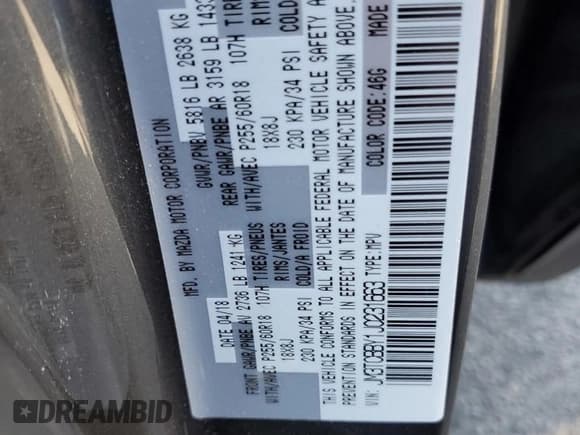 MFD. BY MAZDA MOTOR CORPORATION
DATE 04/18 GVWR/PNBV 5816 LB 2638 KG
FRONT GAWR/PNBE AV 2736 LB 1241 KG REAR GAWR/PNBE AR 3159 LB 1433
WITH/AVEC P255/60R18 107H TIRES/PNEUS WITH/AVEC P255/60R18 107H TIRE
18X8J RIMS/JANTES 18X8J RIMS
230 KPA/34 PSI COLD/A FROID 230 KPA/34 PSI COLD
THIS VEHICLE CONFORMS TO ALL APPLICABLE FEDERAL MOTOR VEHICLE SAFETY A
PREVENTION STANDARDS IN EFFECT ON THE DATE OF MANUFACTURE SHOWN ABOVE.
COLOR CODE:48G MADE
VIN: JM3TCBBY1J0231663 TYPE:MPV
DREAMBID